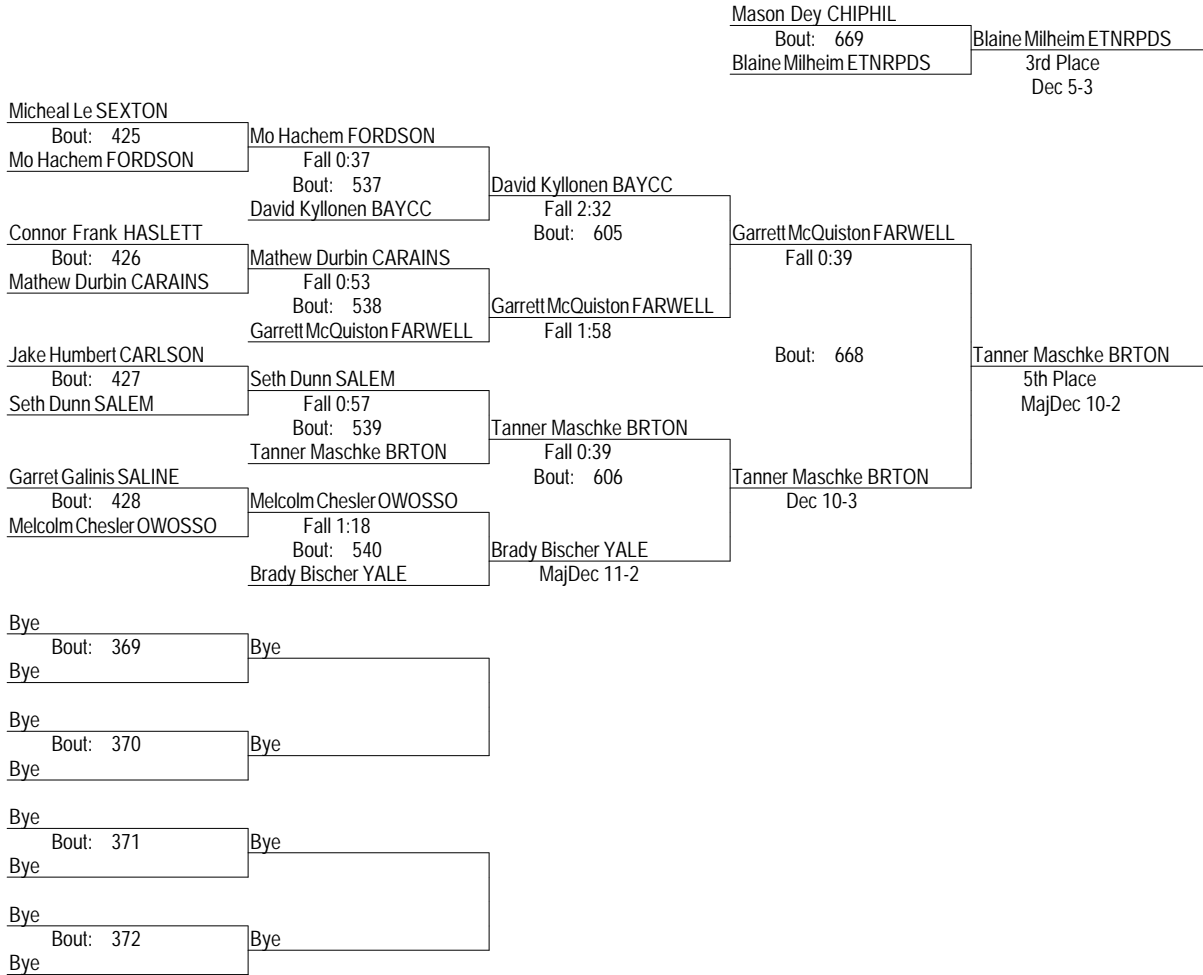 Mason Dey CHIPHIL
Bout: 669
Blaine Milheim ETNRPDS
Blaine Milheim ETNRPDS
3rd Place
Dec 5-3
Micheal Le SEXTON
Bout: 425
Mo Hachem FORDSON
Mo Hachem FORDSON
Fall 0:37
Bout: 537
David Kyllonen BAYCC
David Kyllonen BAYCC
Fall 2:32
Bout: 605
Connor Frank HASLETT
Bout: 426
Mathew Durbin CARAINS
Mathew Durbin CARAINS
Fall 0:53
Bout: 538
Garrett McQuiston FARWELL
Garrett McQuiston FARWELL
Fall 1:58
Garrett McQuiston FARWELL
Fall 0:39
Bout: 668
Jake Humbert CARLSON
Bout: 427
Seth Dunn SALEM
Seth Dunn SALEM
Fall 0:57
Bout: 539
Tanner Maschke BRTON
Tanner Maschke BRTON
Fall 0:39
Bout: 606
Garret Galinis SALINE
Bout: 428
Melcolm Chesler OWOSSO
Melcolm Chesler OWOSSO
Fall 1:18
Bout: 540
Brady Bischer YALE
Brady Bischer YALE
MajDec 11-2
Tanner Maschke BRTON
Dec 10-3
Tanner Maschke BRTON
5th Place
MajDec 10-2
Bye
Bout: 369
Bye
Bye
Bye
Bout: 370
Bye
Bye
Bye
Bout: 371
Bye
Bye
Bye
Bout: 372
Bye
Bye